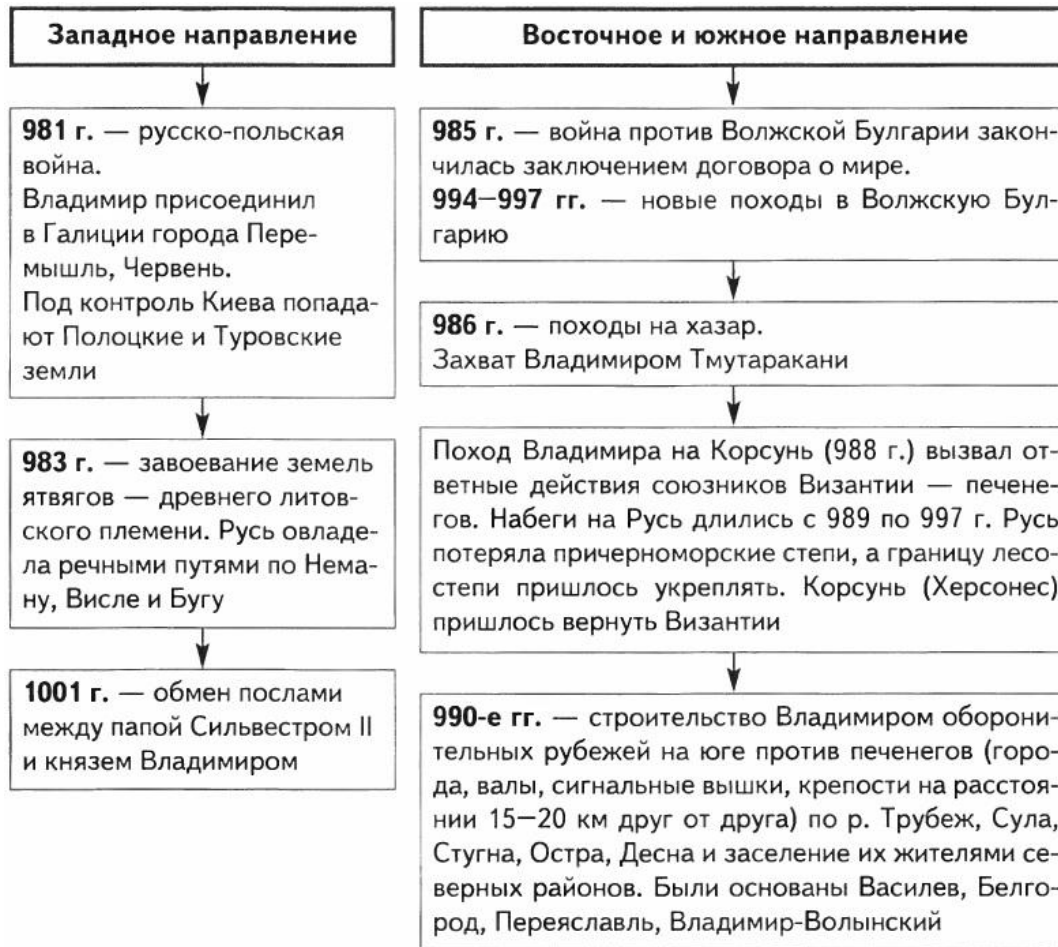 Западное направление
981 г. — русско-польская
война.
Владимир присоединил
в Галиции города Пере-
мышль, Червень.
Под контроль Киева попада-
ют Полоцкие и Туровские
земли
983 г. — завоевание земель
ятвягов — древнего литов-
ского племени. Русь овладе-
ла речными путями по Нема-
ну, Висле и Бугу
1001 г. — обмен послами
между папой Сильвестром II
и князем Владимиром
Восточное и южное направление
985 г. — война против Волжской Булгарии закон-
чилась заключением договора о мире.
994—997 гг. — новые походы в Волжскую Бул-
гарию
986 г. — походы на хазар.
Захват Владимиром Тмутаракани
Поход Владимира на Корсунь (988 г.) вызвал от-
ветные действия союзников Византии — печене-
гов. Набеги на Русь длились с 989 по 997 г. Русь
потеряла причерноморские степи, а границу лесо-
степи пришлось укреплять. Корсунь (Херсонес)
пришлось вернуть Византии
990-е гг. — строительство Владимиром оборони-
тельных рубежей на юге против печенегов (горо-
да, валы, сигнальные вышки, крепости на расстоя-
нии 15—20 км друг от друга) по р. Трубеж, Сула,
Стугна, Остра, Десна и заселение их жителями се-
верных районов. Были основаны Василев, Белго-
род, Переяславль, Владимир-Волынский